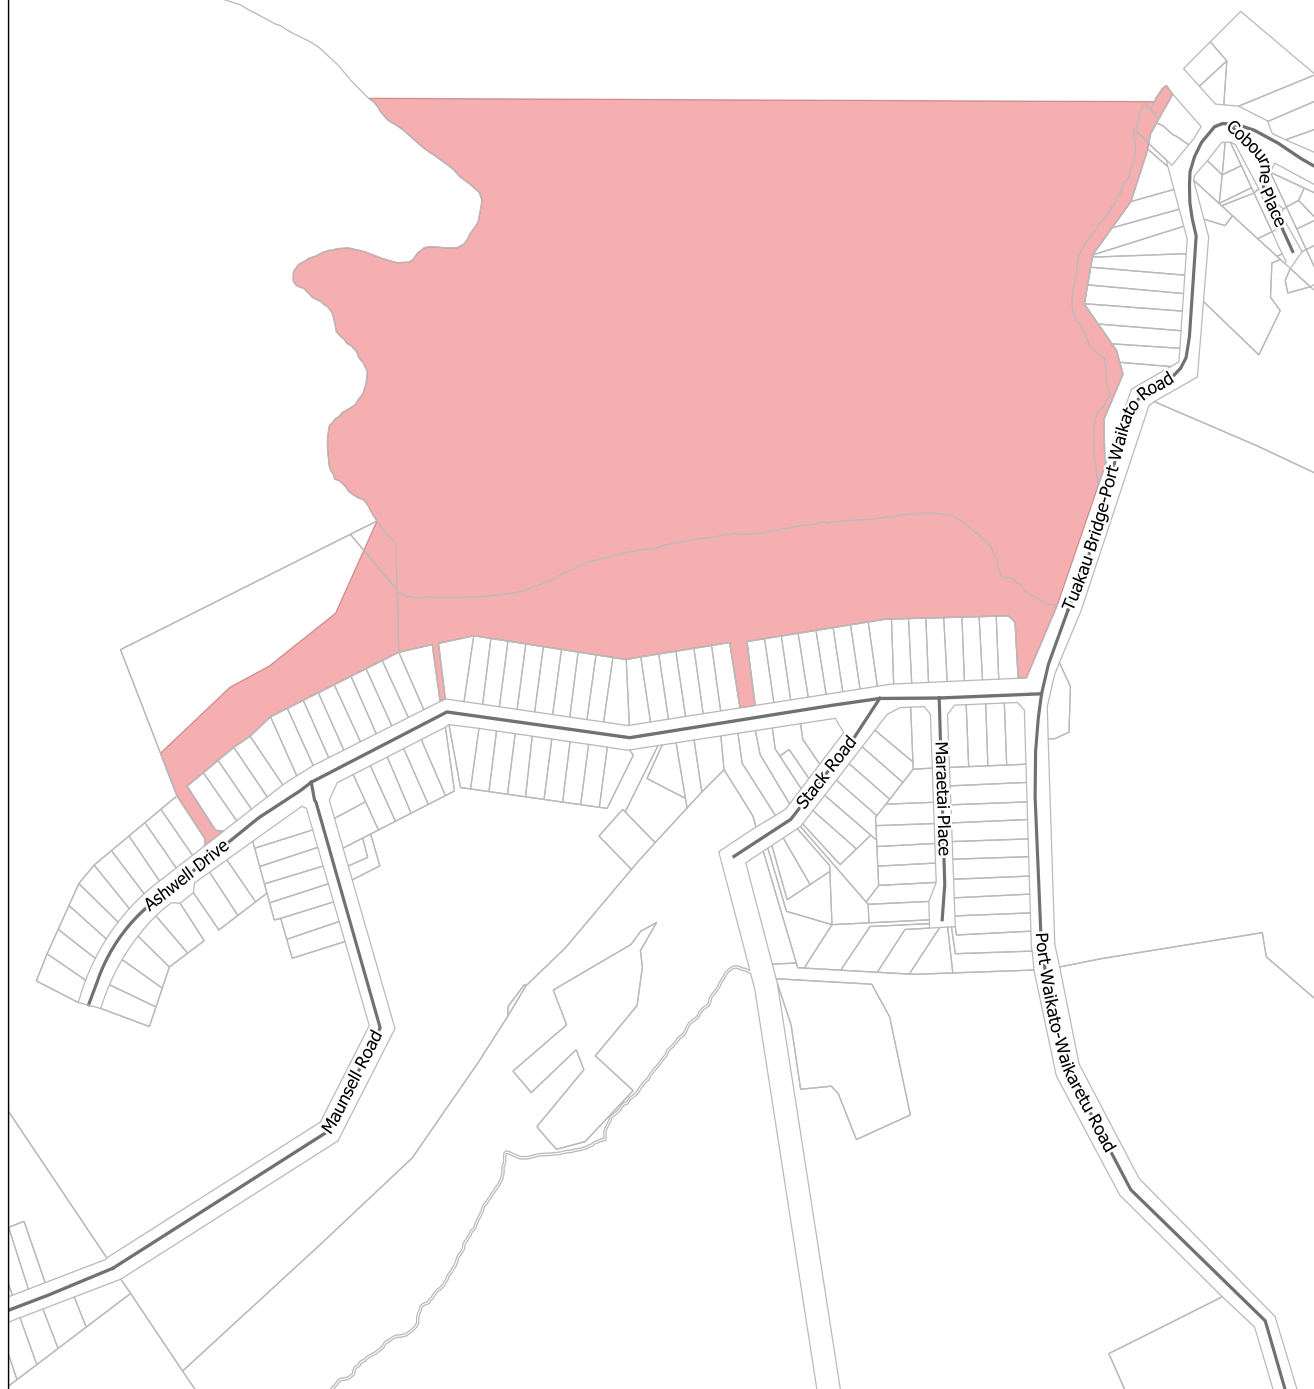 Cobourne-Place
Tuakau-Bridge-Port-Waikato-Road
Stack-Road
Maraetai-Place
Ashwell-Drive
Maunsell-Road
Port-Waikato-Waikaretu-Road